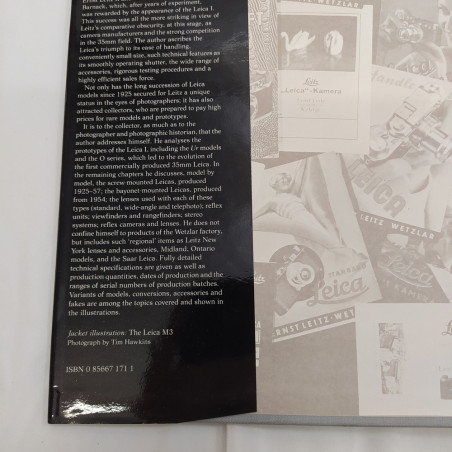 Barnack, which, after years of experiment,
was rewarded by the appearance of the Leica I.
This success was all the more striking in view of
Leitz's comparative obscurity, at this stage, as
camera manufacturers and the strong competition
in the 35mm field. The author ascribes the
Leica's triumph to its ease of handling,
conveniently small size, such technical features as
its smoothly operating shutter, the wide range of
accessories, rigorous testing procedures and a
highly efficient sales force.
Not only has the long succession of Leica
models since 1925 secured for Leitz a unique
status in the eyes of photographers; it has also
attracted collectors, who are prepared to pay high
prices for rare models and prototypes.
It is to the collector, as much as to the
photographer and photographic historian, that the
author addresses himself. He analyses the
prototypes of the Leica I, including the Ur models
and the O series, which led to the evolution of
the first commercially produced 35mm Leica. In
the remaining chapters he discusses, model by
model, the screw-mounted Leicas, produced
1925–57; the bayonet-mounted Leicas, produced
from 1954; the lenses used with each of these
types (standard, wide-angle and telephoto), reflex
units; viewfinders and rangefinders; stereo
systems; reflex cameras and lenses. He does not
confine himself to products of the Wetzlar factory,
but includes such 'regional' items as Leitz New
York lenses and accessories, Midland, Ontario
models, and the Saar Leica. Fully detailed
technical specifications are given as well as
production quantities, dates of production and the
ranges of serial numbers of production batches.
Variants of models, conversions, accessories and
fakes are among the topics covered and shown in
the illustrations.
Jacket illustration: The Leica M3
Photograph by Tim Hawkins
ISBN 0 85667 171 1
WETZLAR
Leitz
„Leica"-Kamera
LEITZ WETZLAR
Leica
ERNST LEITZ WETZLAR